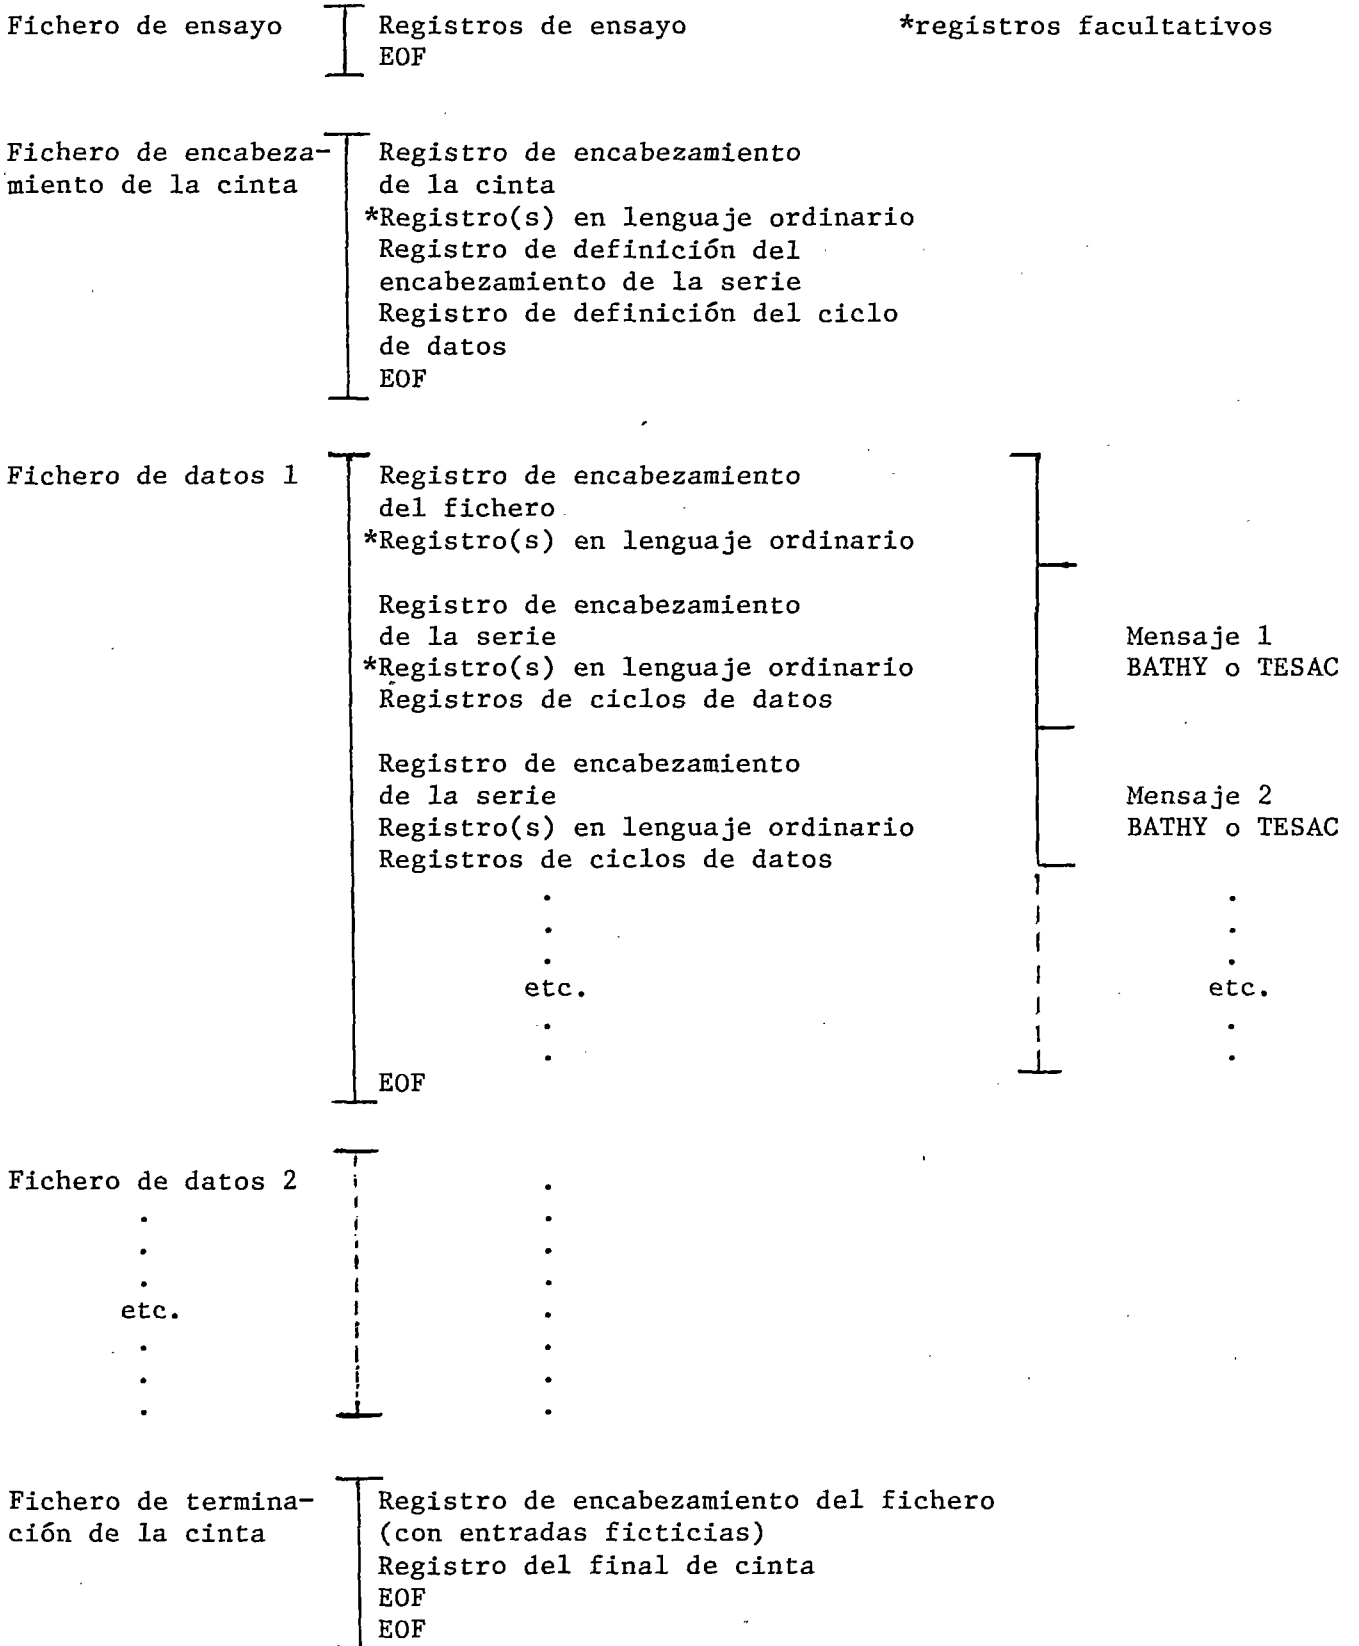 Fichero de ensayo Registros de ensayo *registros facultativos
EOF
Fichero de encabeza- Registro de encabezamiento
miento de la cinta de la cinta
*Registro(s) en lenguaje ordinario
Registro de definición del
encabezamiento de la serie
Registro de definición del ciclo
de datos
EOF
Fichero de datos 1 Registro de encabezamiento
del fichero
*Registro(s) en lenguaje ordinario
Registro de encabezamiento
de la serie Mensaje 1
*Registro(s) en lenguaje ordinario BATHY o TESAC
Registros de ciclos de datos
Registro de encabezamiento
de la serie Mensaje 2
Registro(s) en lenguaje ordinario BATHY o TESAC
Registros de ciclos de datos
. .
. .
. .
etc. etc.
. .
. .
EOF
Fichero de datos 2 .
. .
. .
. .
etc. .
. .
. .
. .
Fichero de termina- Registro de encabezamiento del fichero
ción de la cinta (con entradas ficticias)
Registro del final de cinta
EOF
EOF